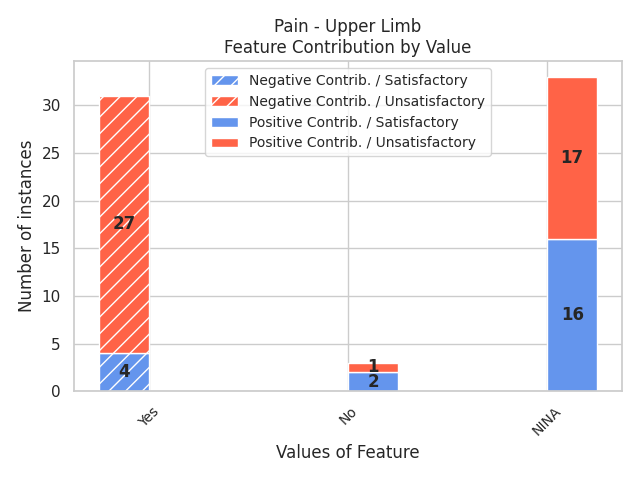 Pain - Upper Limb
Feature Contribution by Value
Negative Contrib. / Satisfactory
Negative Contrib. / Unsatisfactory
Positive Contrib. / Satisfactory
Positive Contrib. / Unsatisfactory
Number of instances
30
25
20
15
10
5
0
27
4
1
2
17
16
Yes
No
NINA
Values of Feature